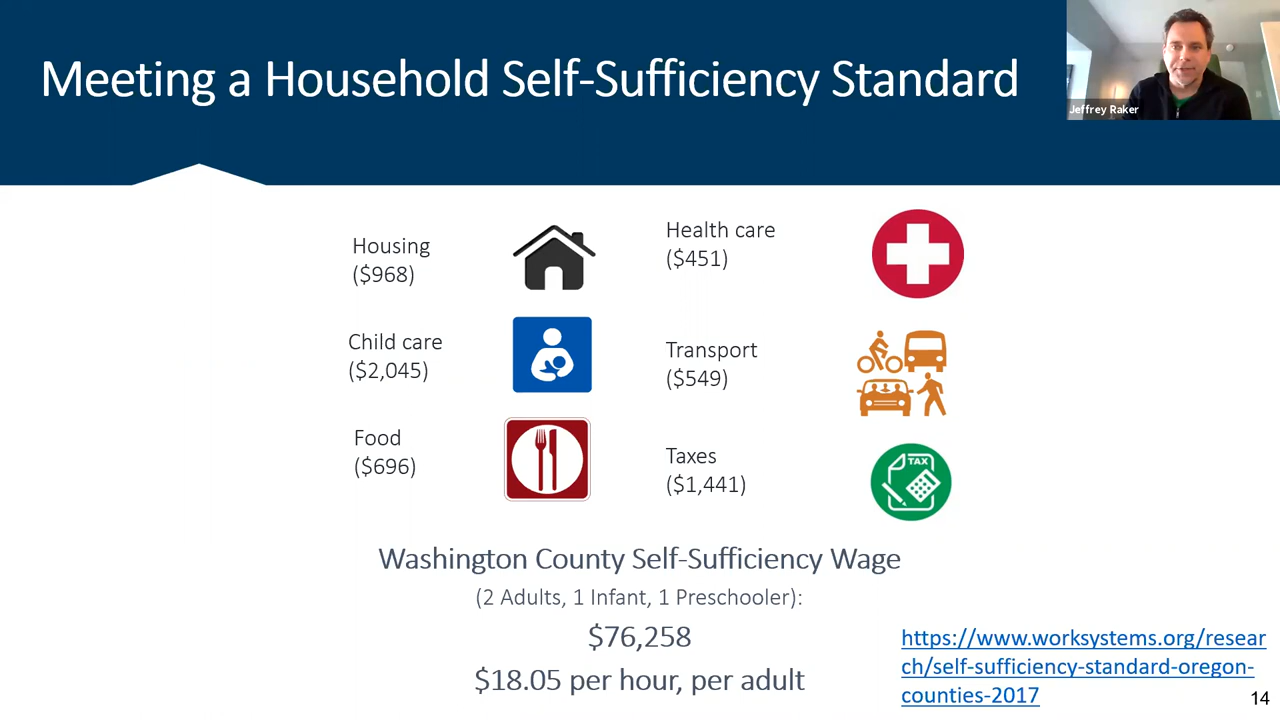 Meeting a Household Self-Sufficiency Standard
Jeffrey Raker
Housing
($968)
Health care
($451)
Child care
($2,045)
Transport
($549)
Food
($696)
Taxes
($1,441)
TAX
Washington County Self-Sufficiency Wage
(2 Adults, 1 Infant, 1 Preschooler):
$76,258
$18.05 per hour, per adult
https://www.worksystems.org/resear
ch/self-sufficiency-standard-oregon-
counties-2017
14